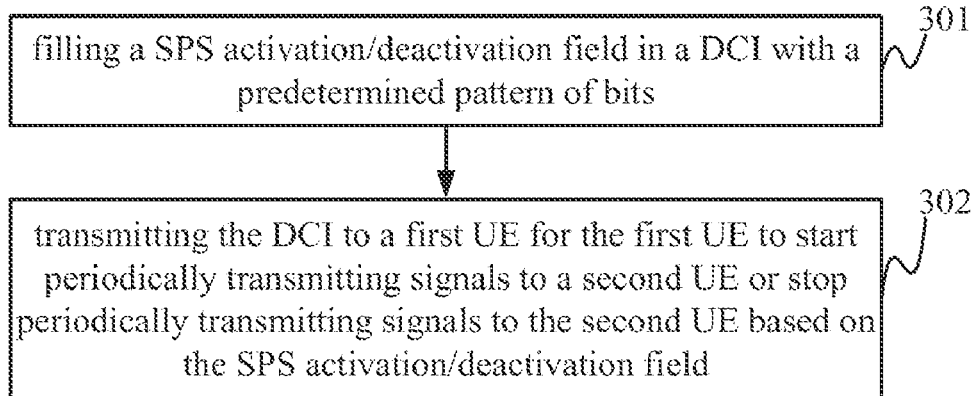 301
filling a SPS activation/deactivation field in a DCI with a
predetermined pattern of bits
302
transmitting the DCI to a first UE for the first UE to start
periodically transmitting signals to a second UE or stop
periodically transmitting signals to the second UE based on
the SPS activation/deactivation field